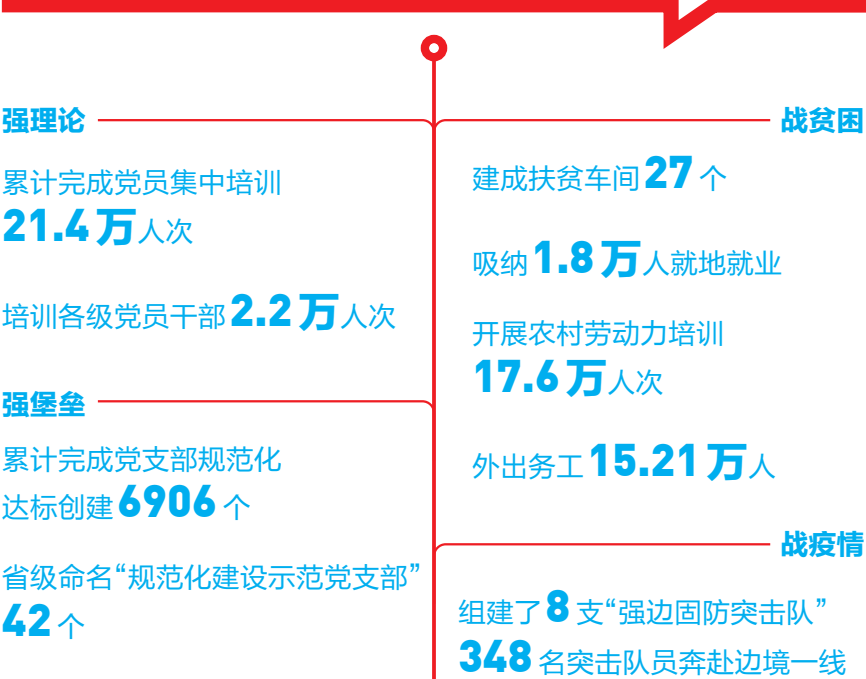 强理论
累计完成党员集中培训
21.4万人次
培训各级党员干部2.2万人次
强堡垒
累计完成党支部规范化
达标创建6906个
省级命名“规范化建设示范党支部”
42个
战贫困
建成扶贫车间27个
吸纳1.8万人就地就业
开展农村劳动力培训
17.6万人次
外出务工15.21万人
战疫情
组建了8支“强边固防突击队”
348名突击队员奔赴边境一线